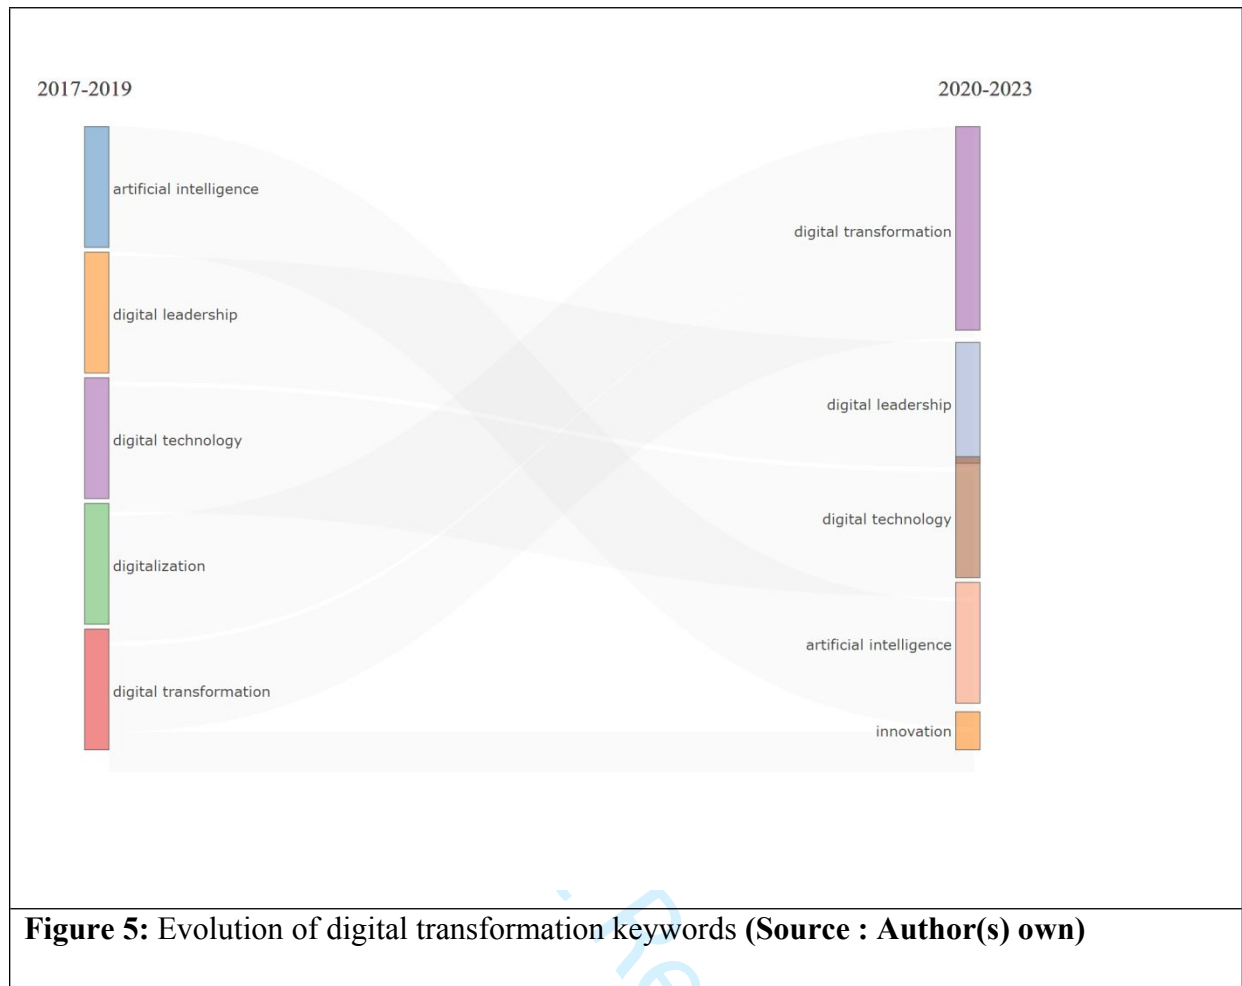 2017-2019
2020-2023
artificial intelligence
digital leadership
digital technology
digitalization
digital transformation
digital transformation
digital leadership
digital technology
artificial intelligence
innovation
Figure 5: Evolution of digital transformation keywords (Source : Author(s) own)
Re